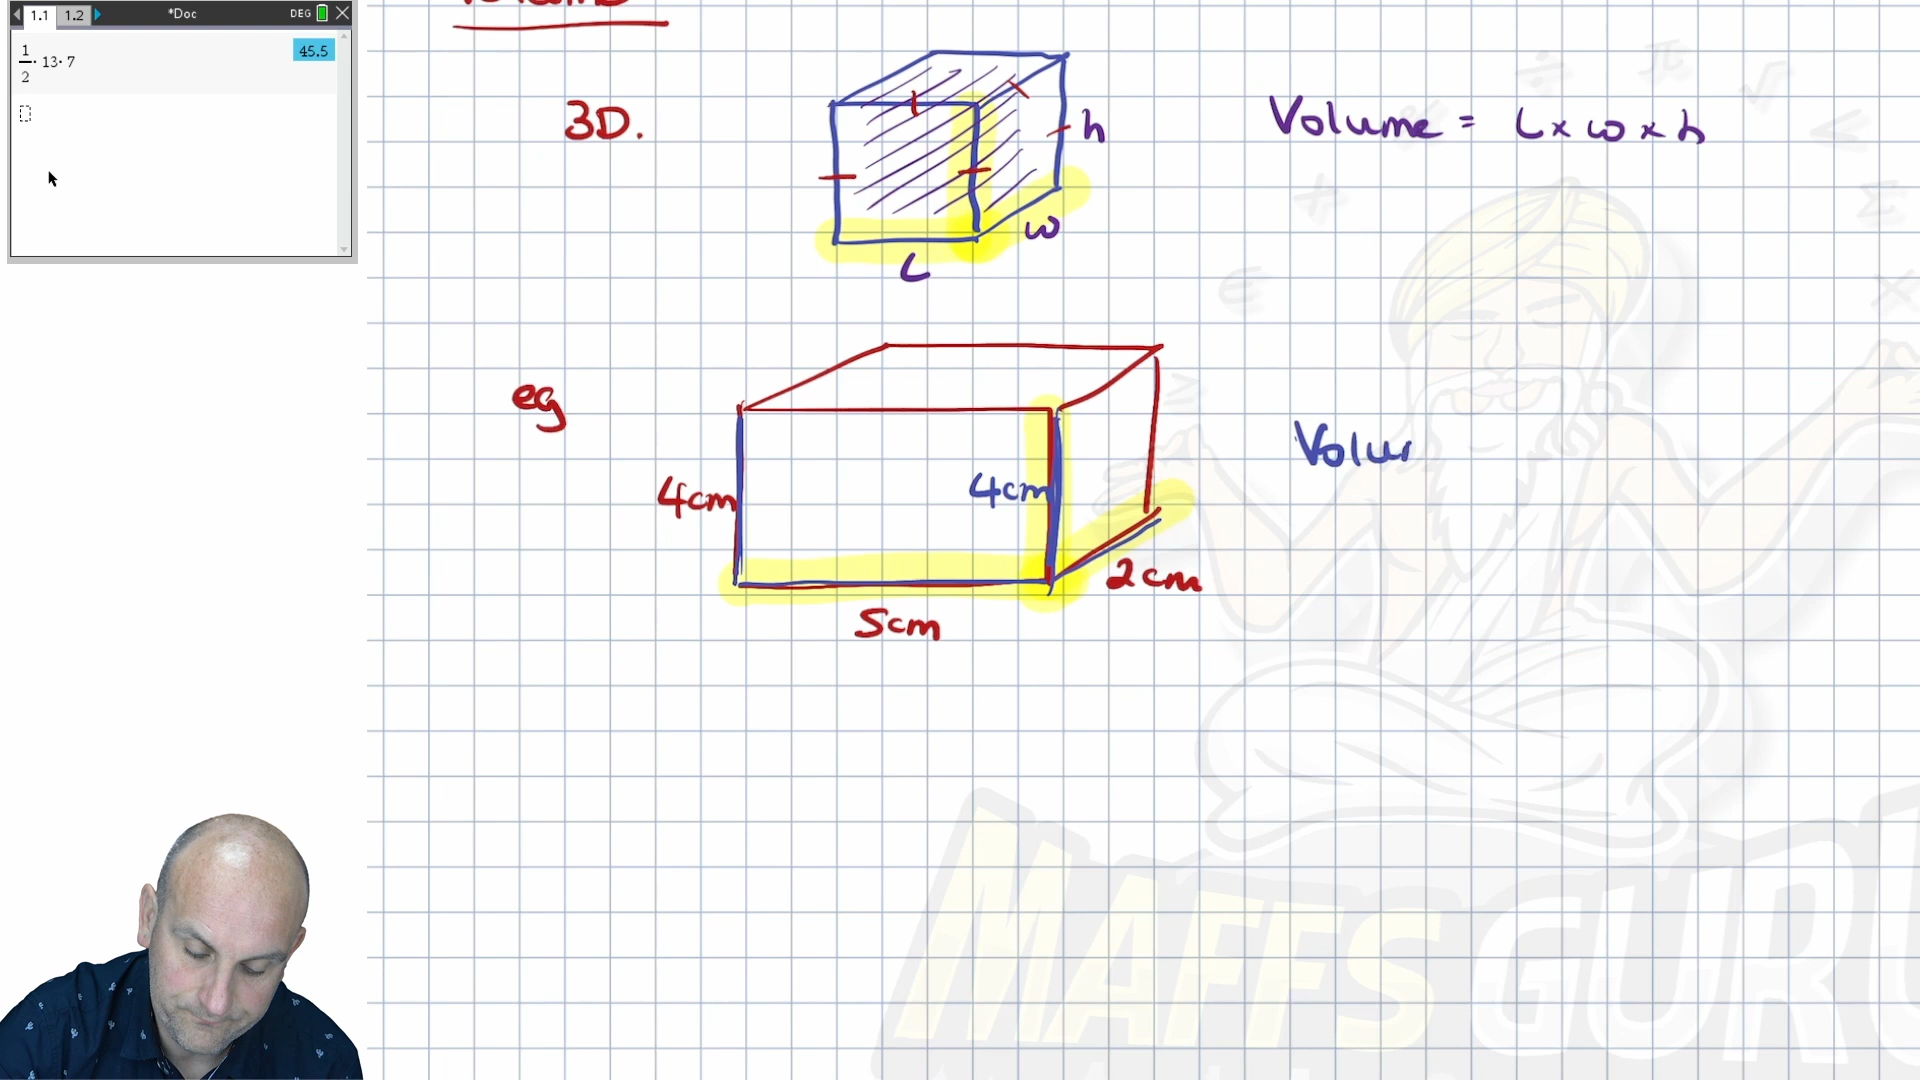 1.1 1.2 *Doc DEG
1/2 · 13 · 7 45.5
3D.
h
w
L
Volume = L x w x h
eg
4cm
4cm
2cm
5cm
Volu
MAFFS GURU